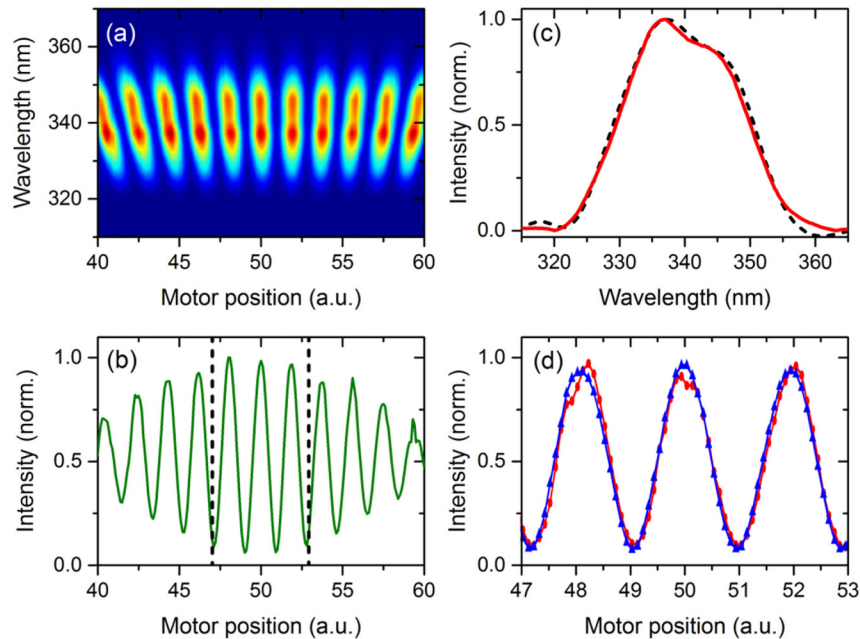 (a)
Wavelength (nm)
360
340
320
40 45 50 55 60
Motor position (a.u.)
(c)
Intensity (norm.)
1.0
0.5
0.0
320 330 340 350 360
Wavelength (nm)
(b)
Intensity (norm.)
1.0
0.5
0.0
40 45 50 55 60
Motor position (a.u.)
(d)
Intensity (norm.)
1.0
0.5
0.0
47 48 49 50 51 52 53
Motor position (a.u.)